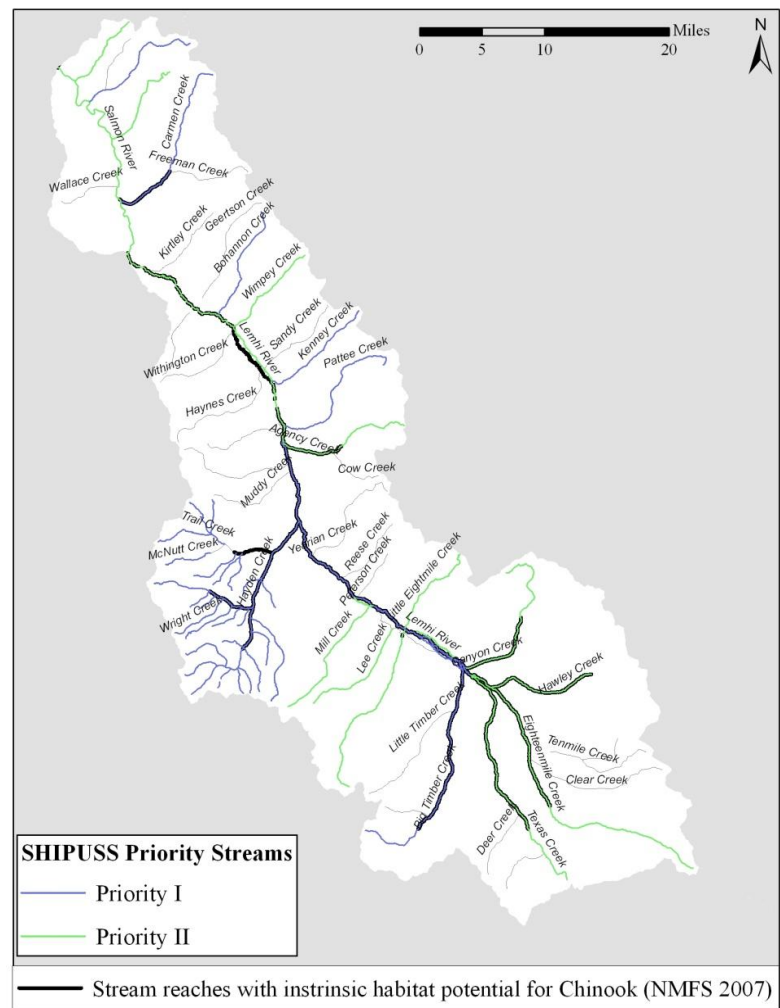 Miles
N
0 5 10 20
Salmon River
Carmen Creek
Freeman Creek
Wallace Creek
Kirtley Creek
Geertson Creek
Bohannon Creek
Wimpey Creek
Lemhi River
Sandy Creek
Kenney Creek
Withington Creek
Pattee Creek
Haynes Creek
Agency Creek
Cow Creek
Muddy Creek
Trail Creek
McNutt Creek
Yearian Creek
Reese Creek
Peterson Creek
Hayden Creek
Wright Creek
Little Eightmile Creek
Mill Creek
Lee Creek
Lemhi River
anyon Creek
Hawley Creek
Little Timber Creek
Big Timber Creek
Eighteenmile Creek
Tenmile Creek
Clear Creek
Deer Creek
Texas Creek
SHIPUSS Priority Streams
Priority I
Priority II
Stream reaches with instrinsic habitat potential for Chinook (NMFS 2007)